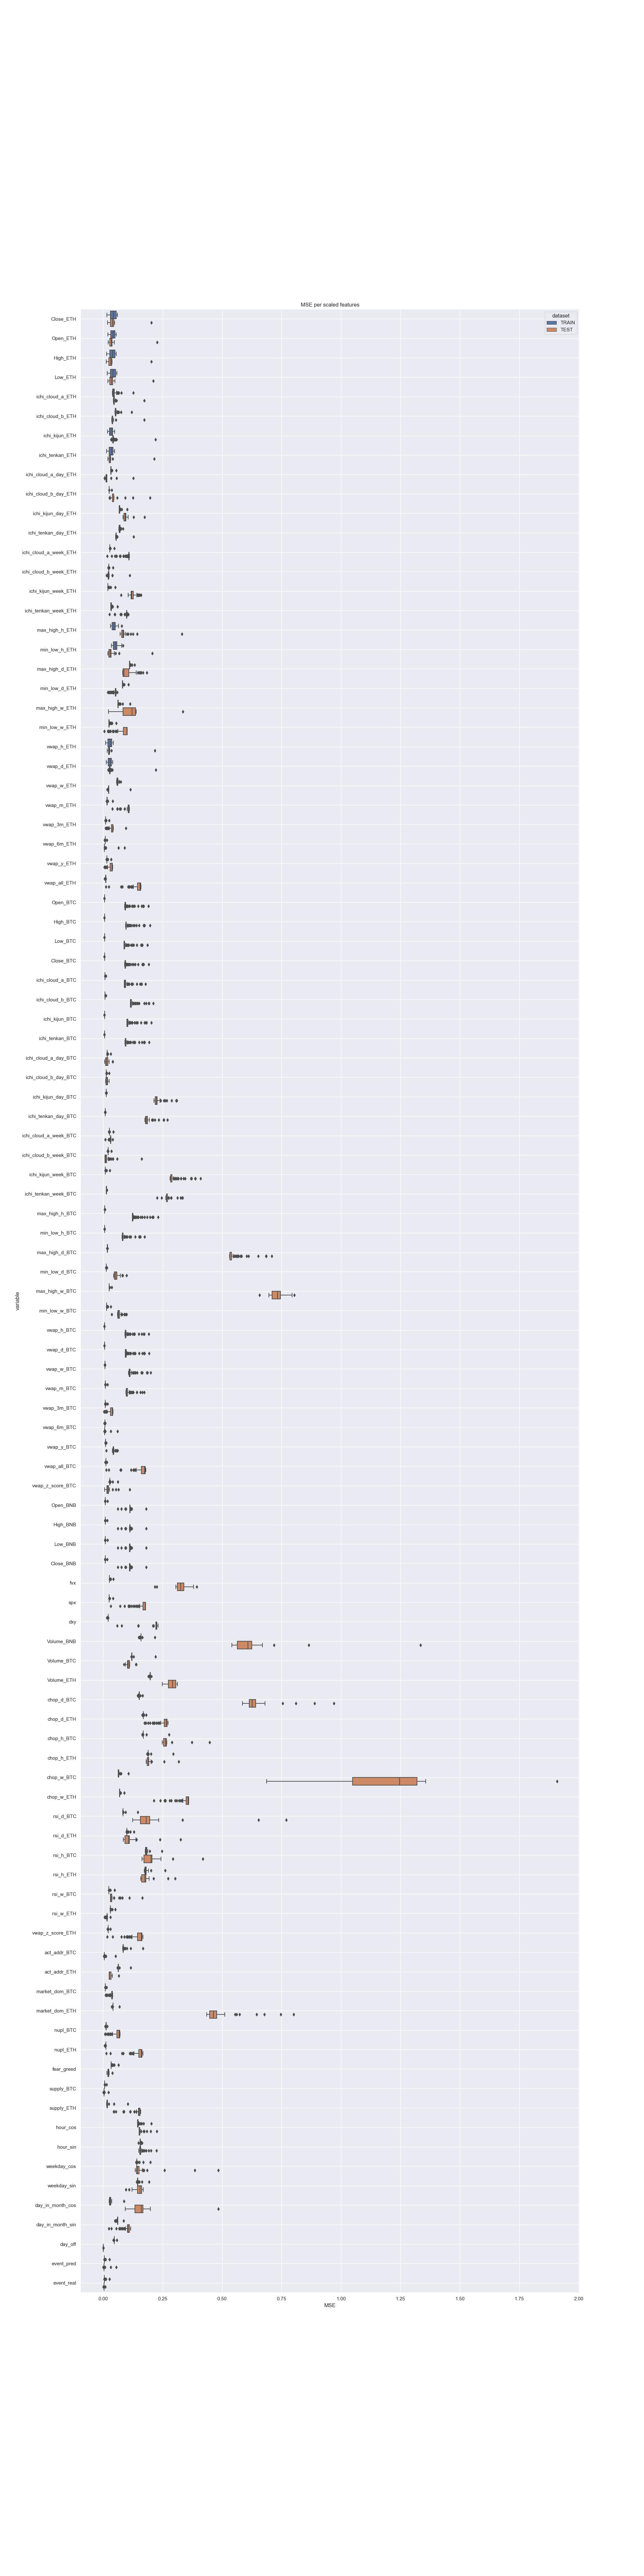 MSE per scaled features
dataset
TRAIN
TEST
Close_ETH
Open_ETH
High_ETH
Low_ETH
ichi_cloud_a_ETH
ichi_cloud_b_ETH
ichi_kijun_ETH
ichi_tenkan_ETH
ichi_cloud_a_day_ETH
ichi_cloud_b_day_ETH
ichi_kijun_day_ETH
ichi_tenkan_day_ETH
ichi_cloud_a_week_ETH
ichi_cloud_b_week_ETH
ichi_kijun_week_ETH
ichi_tenkan_week_ETH
max_high_h_ETH
min_low_h_ETH
max_high_d_ETH
min_low_d_ETH
max_high_w_ETH
min_low_w_ETH
vwap_h_ETH
vwap_d_ETH
vwap_w_ETH
vwap_m_ETH
vwap_3m_ETH
vwap_6m_ETH
vwap_y_ETH
vwap_all_ETH
Open_BTC
High_BTC
Low_BTC
Close_BTC
ichi_cloud_a_BTC
ichi_cloud_b_BTC
ichi_kijun_BTC
ichi_tenkan_BTC
ichi_cloud_a_day_BTC
ichi_cloud_b_day_BTC
ichi_kijun_day_BTC
ichi_tenkan_day_BTC
ichi_cloud_a_week_BTC
ichi_cloud_b_week_BTC
ichi_kijun_week_BTC
ichi_tenkan_week_BTC
max_high_h_BTC
min_low_h_BTC
max_high_d_BTC
min_low_d_BTC
max_high_w_BTC
variable
min_low_w_BTC
vwap_h_BTC
vwap_d_BTC
vwap_w_BTC
vwap_m_BTC
vwap_3m_BTC
vwap_6m_BTC
vwap_y_BTC
vwap_all_BTC
vwap_z_score_BTC
Open_BNB
High_BNB
Low_BNB
Close_BNB
spx
dxy
Volume_BNB
Volume_BTC
Volume_ETH
chop_d_BTC
chop_d_ETH
chop_h_BTC
chop_h_ETH
chop_w_BTC
chop_w_ETH
rsi_d_BTC
rsi_d_ETH
rsi_h_BTC
rsi_h_ETH
rsi_w_BTC
rsi_w_ETH
vwap_z_score_ETH
act_addr_BTC
act_addr_ETH
market_dom_BTC
market_dom_ETH
nupl_BTC
nupl_ETH
fear_greed
supply_BTC
supply_ETH
hour_cos
hour_sin
weekday_cos
weekday_sin
day_in_month_cos
day_in_month_sin
day_off
event_pred
event_real
0.00 0.25 0.50 0.75 1.00 1.25 1.50 1.75 2.00
MSE